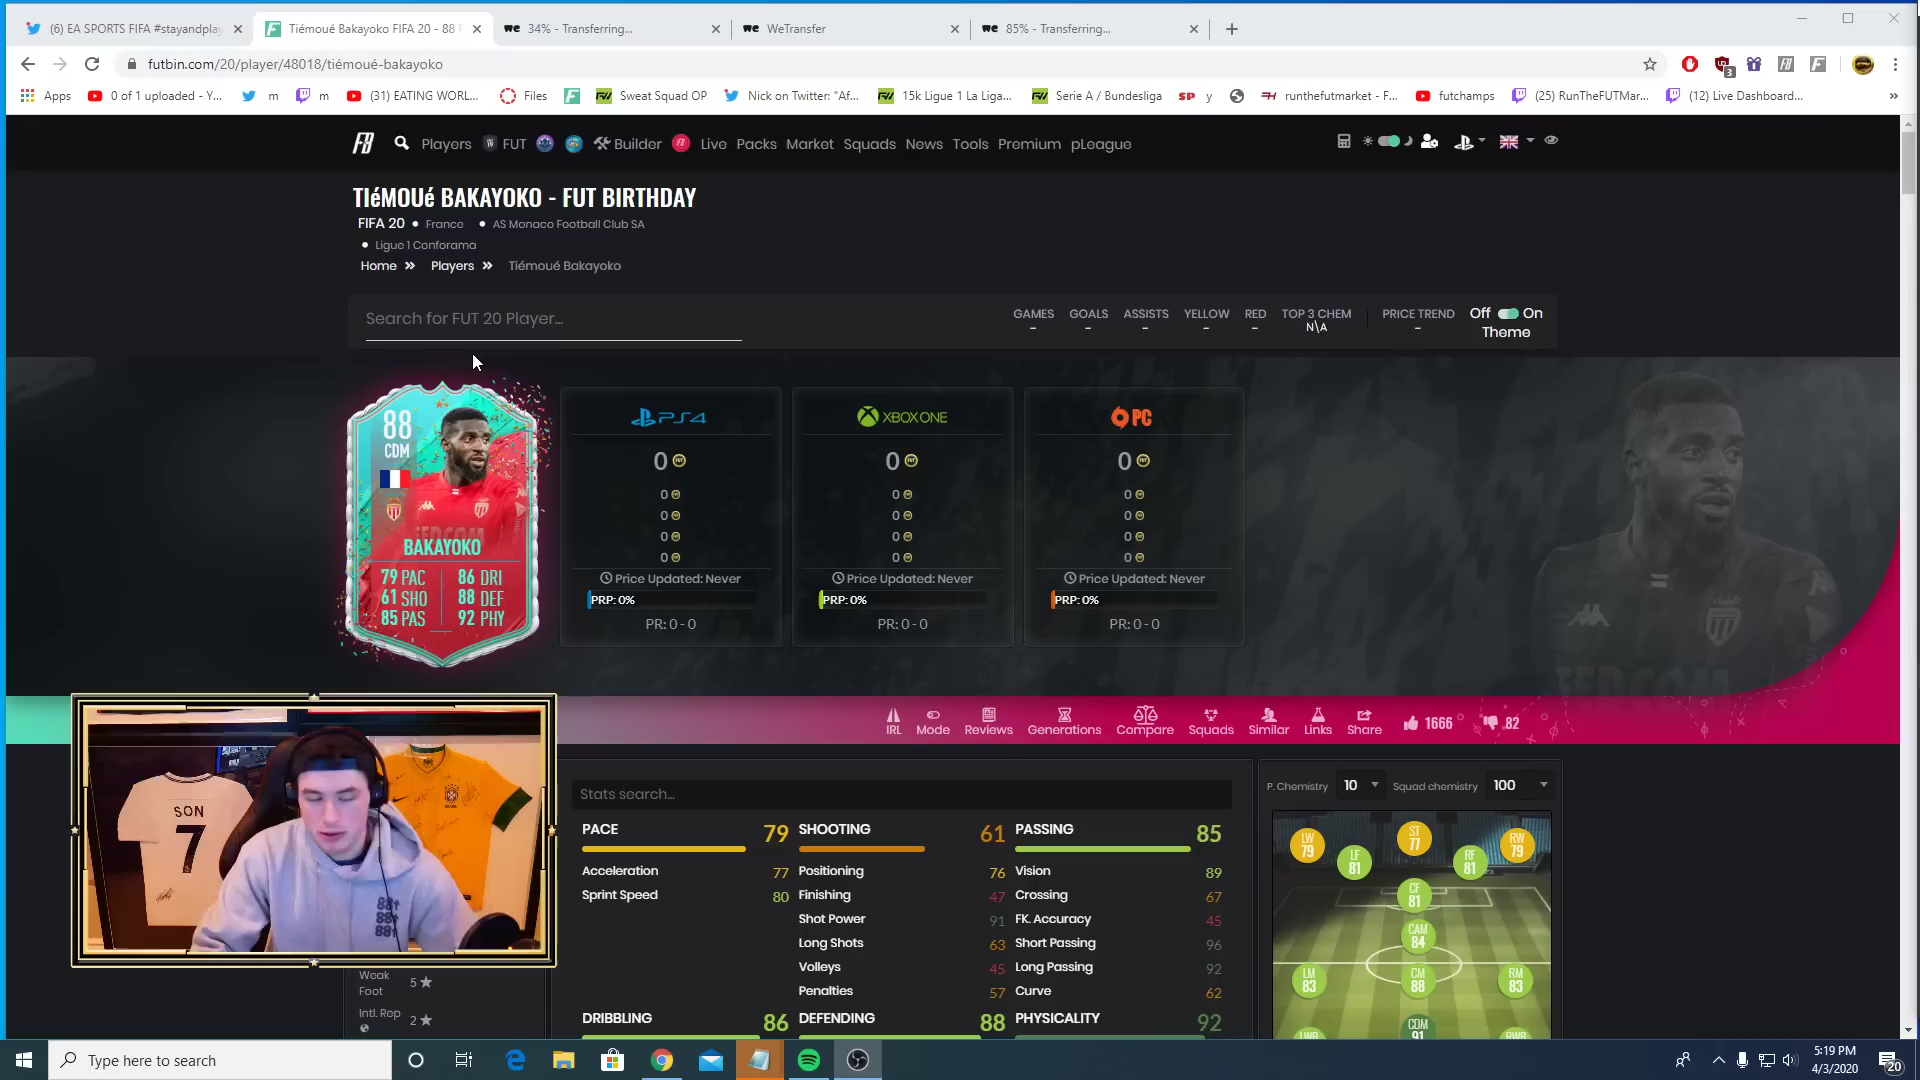 (6) EA SPORTS FIFA #stayandplay
Tiémoué Bakayoko FIFA 20 - 88
34% - Transferring...
WeTransfer
85% - Transferring...
futbin.com/20/player/48018/tiémoué-bakayoko
3
Apps
0 of 1 uploaded - Y...
m
m
(31) EATING WORL...
Files
Sweat Squad OP
Nick on Twitter: "Af...
15k Ligue 1 La Liga...
Serie A / Bundesliga
SP y
runthefutmarket - F...
futchamps
(25) RunTheFUTMar...
(12) Live Dashboard...
Players
FUT
Builder
Live
Packs
Market
Squads
News
Tools
Premium
pLeague
TIéMOUé BAKAYOKO - FUT BIRTHDAY
FIFA 20 • France • AS Monaco Football Club SA
• Ligue 1 Conforama
Home » Players » Tiémoué Bakayoko
Search for FUT 20 Player...
GAMES GOALS ASSISTS YELLOW RED TOP 3 CHEM PRICE TREND
- - - - - N\A -
Off On
Theme
88
CDM
BAKAYOKO
79 PAC 86 DRI
61 SHO 88 DEF
85 PAS 92 PHY
PS4
0
0
0
0
0
Price Updated: Never
PRP: 0%
PR: 0 - 0
XBOX ONE
0
0
0
0
0
Price Updated: Never
PRP: 0%
PR: 0 - 0
PC
0
0
0
0
0
Price Updated: Never
PRP: 0%
PR: 0 - 0
IRL Mode Reviews Generations Compare Squads Similar Links Share 1666 82
SON
7
88↑
88↑
88↑
Weak Foot 5 ★
Intl. Rep 2 ★
Stats search...
PACE 79
Acceleration 77
Sprint Speed 80
SHOOTING 61
Positioning 76
Finishing 47
Shot Power 91
Long Shots 63
Volleys 45
Penalties 57
PASSING 85
Vision 89
Crossing 67
FK. Accuracy 45
Short Passing 96
Long Passing 92
Curve 62
DRIBBLING 86
DEFENDING 88
PHYSICALITY 92
P. Chemistry 10 Squad chemistry 100
LW 79
ST 77
RW 79
LF 81
RF 81
CF 81
CAM 84
LM 83
CM 88
RM 83
LWB
CDM 91
RWB
Type here to search
5:19 PM
4/3/2020
20